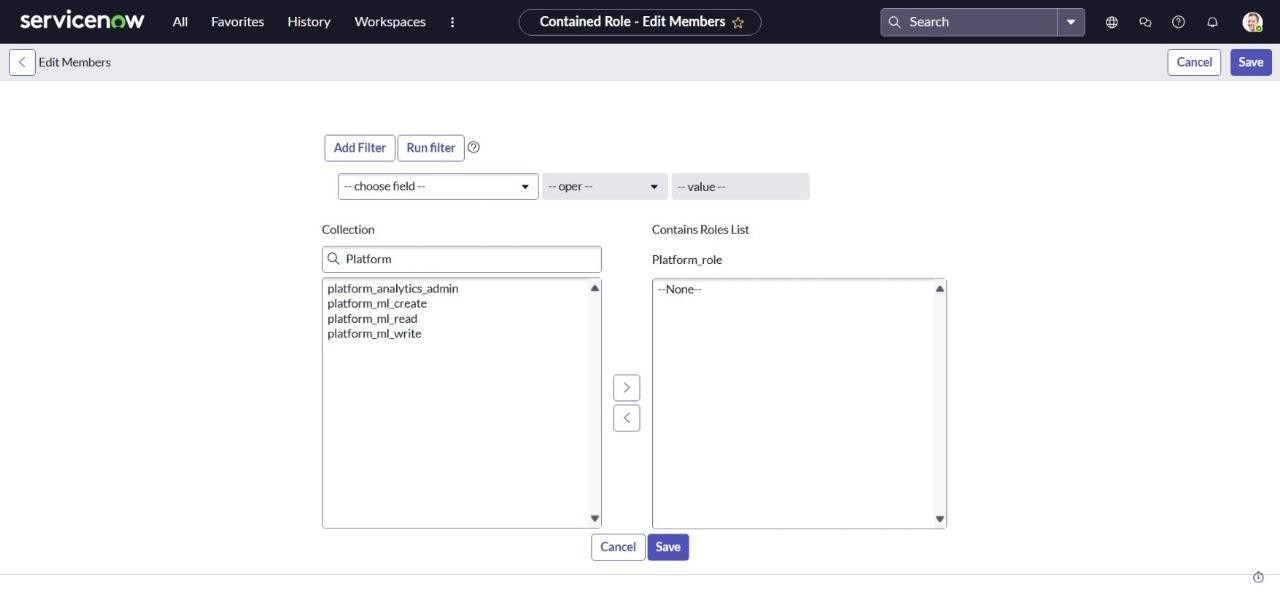 servicenow All Favorites History Workspaces Contained Role - Edit Members Search
Edit Members Cancel Save
Add Filter Run filter
-- choose field -- -- oper -- -- value --
Collection Contains Roles List
Platform Platform_role
platform_analytics_admin --None--
platform_ml_create
platform_ml_read
platform_ml_write
Cancel Save